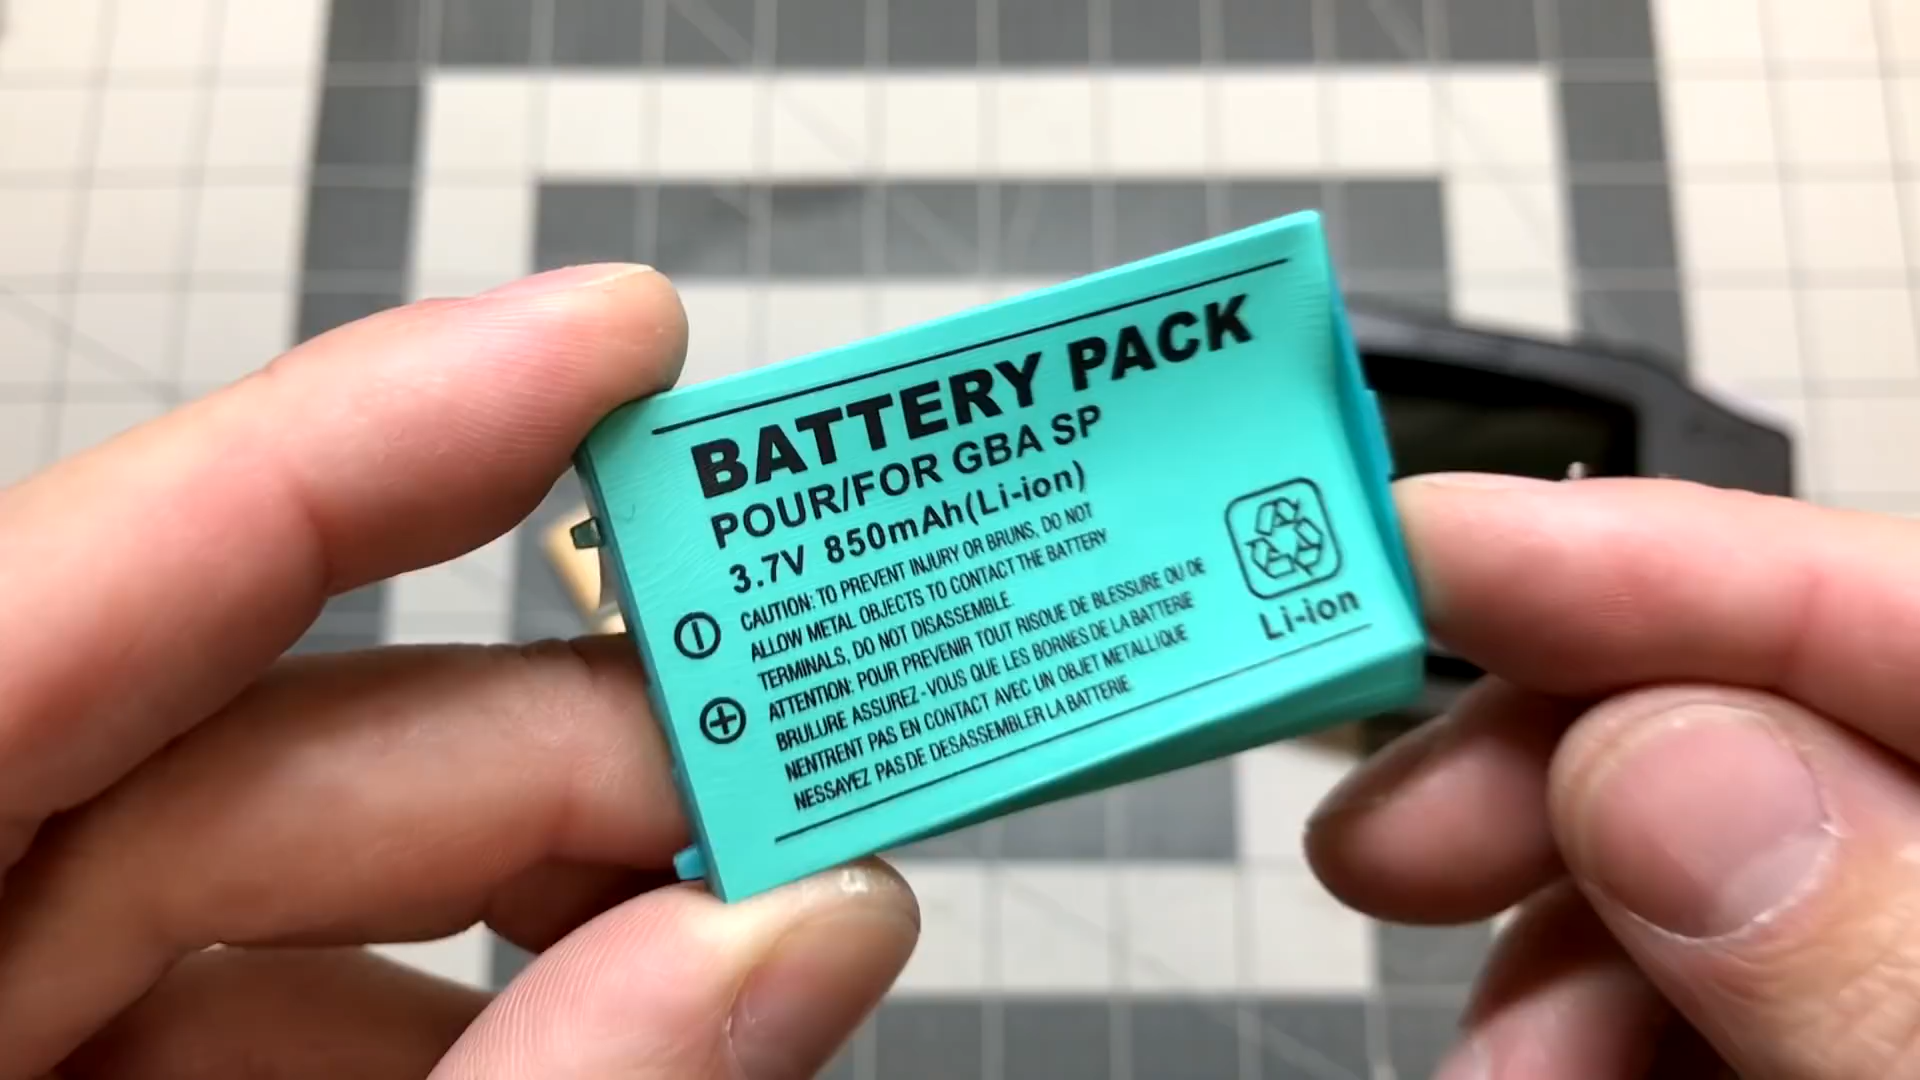 BATTERY PACK
POUR/FOR GBA SP
3.7V 850mAh(Li-ion)
CAUTION: TO PREVENT INJURY OR BRUNS, DO NOT
ALLOW METAL OBJECTS TO CONTACT THE BATTERY
TERMINALS, DO NOT DISASSEMBLE.
ATTENTION: POUR PREVENIR TOUT RISQUE DE BLESSURE OU DE
BRULURE ASSUREZ-VOUS QUE LES BORNES DE LA BATTERIE
NENTRENT PAS EN CONTACT AVEC UN OBJET METALLIQUE
NESSAYEZ PAS DE DESASSEMBLER LA BATTERIE
Li-ion